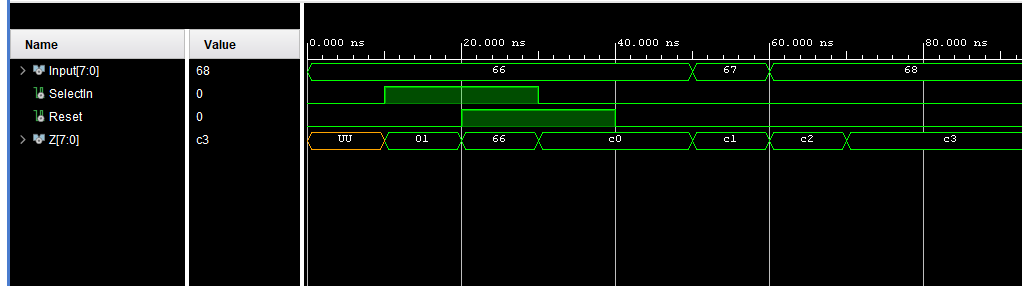 Name Value
0.000 ns 20.000 ns 40.000 ns 60.000 ns 80.000 ns
Input[7:0] 68 66 67 68
SelectIn 0
Reset 0
Z[7:0] c3 UU 01 66 c0 c1 c2 c3